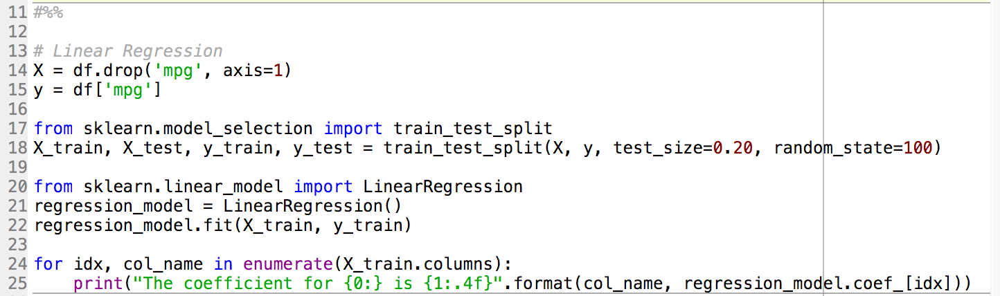 11 #%%
12
13 # Linear Regression
14 X = df.drop('mpg', axis=1)
15 y = df['mpg']
16
17 from sklearn.model_selection import train_test_split
18 X_train, X_test, y_train, y_test = train_test_split(X, y, test_size=0.20, random_state=100)
19
20 from sklearn.linear_model import LinearRegression
21 regression_model = LinearRegression()
22 regression_model.fit(X_train, y_train)
23
24 for idx, col_name in enumerate(X_train.columns):
25     print("The coefficient for {0:} is {1:.4f}".format(col_name, regression_model.coef_[idx]))